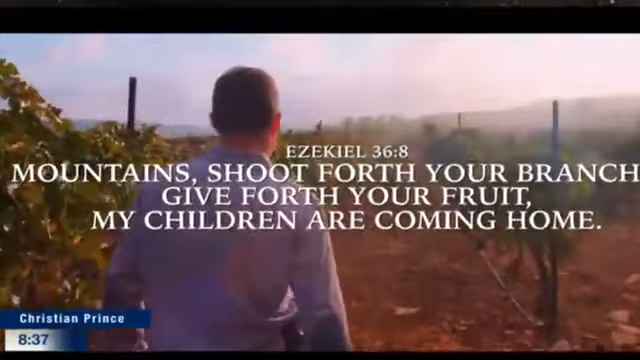 EZEKIEL 36:8
MOUNTAINS, SHOOT FORTH YOUR BRANCH
GIVE FORTH YOUR FRUIT,
MY CHILDREN ARE COMING HOME.
Christian Prince
8:37